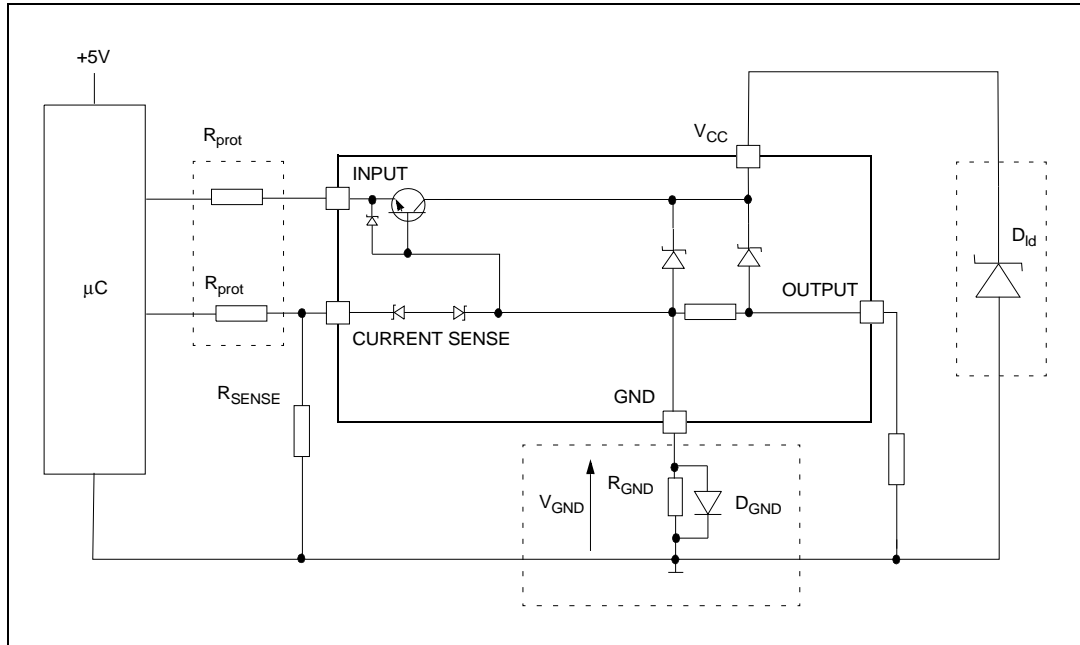 +5V
R_prot
V_CC
INPUT
D_ld
μC
R_prot
OUTPUT
CURRENT SENSE
R_SENSE
GND
R_GND
V_GND
D_GND